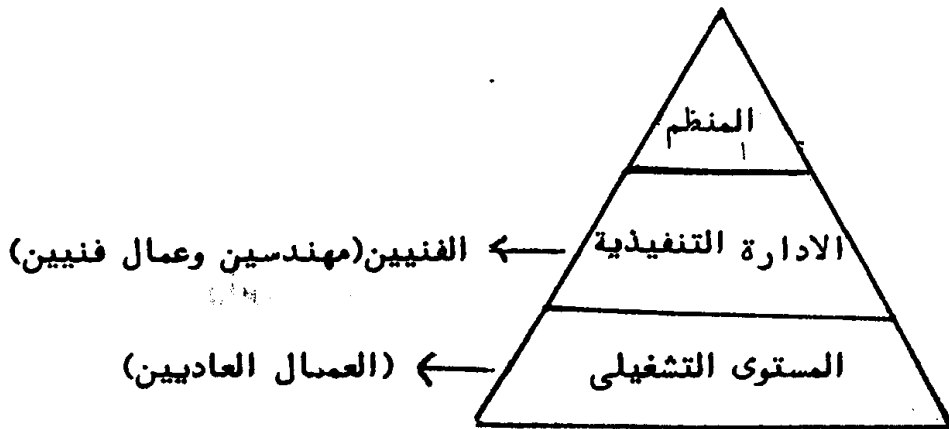 المنظم
الادارة التنفيذية ← الفنيين(مهندسين وعمال فنيين)
المستوى التشغيلى ← (العمال العاديين)